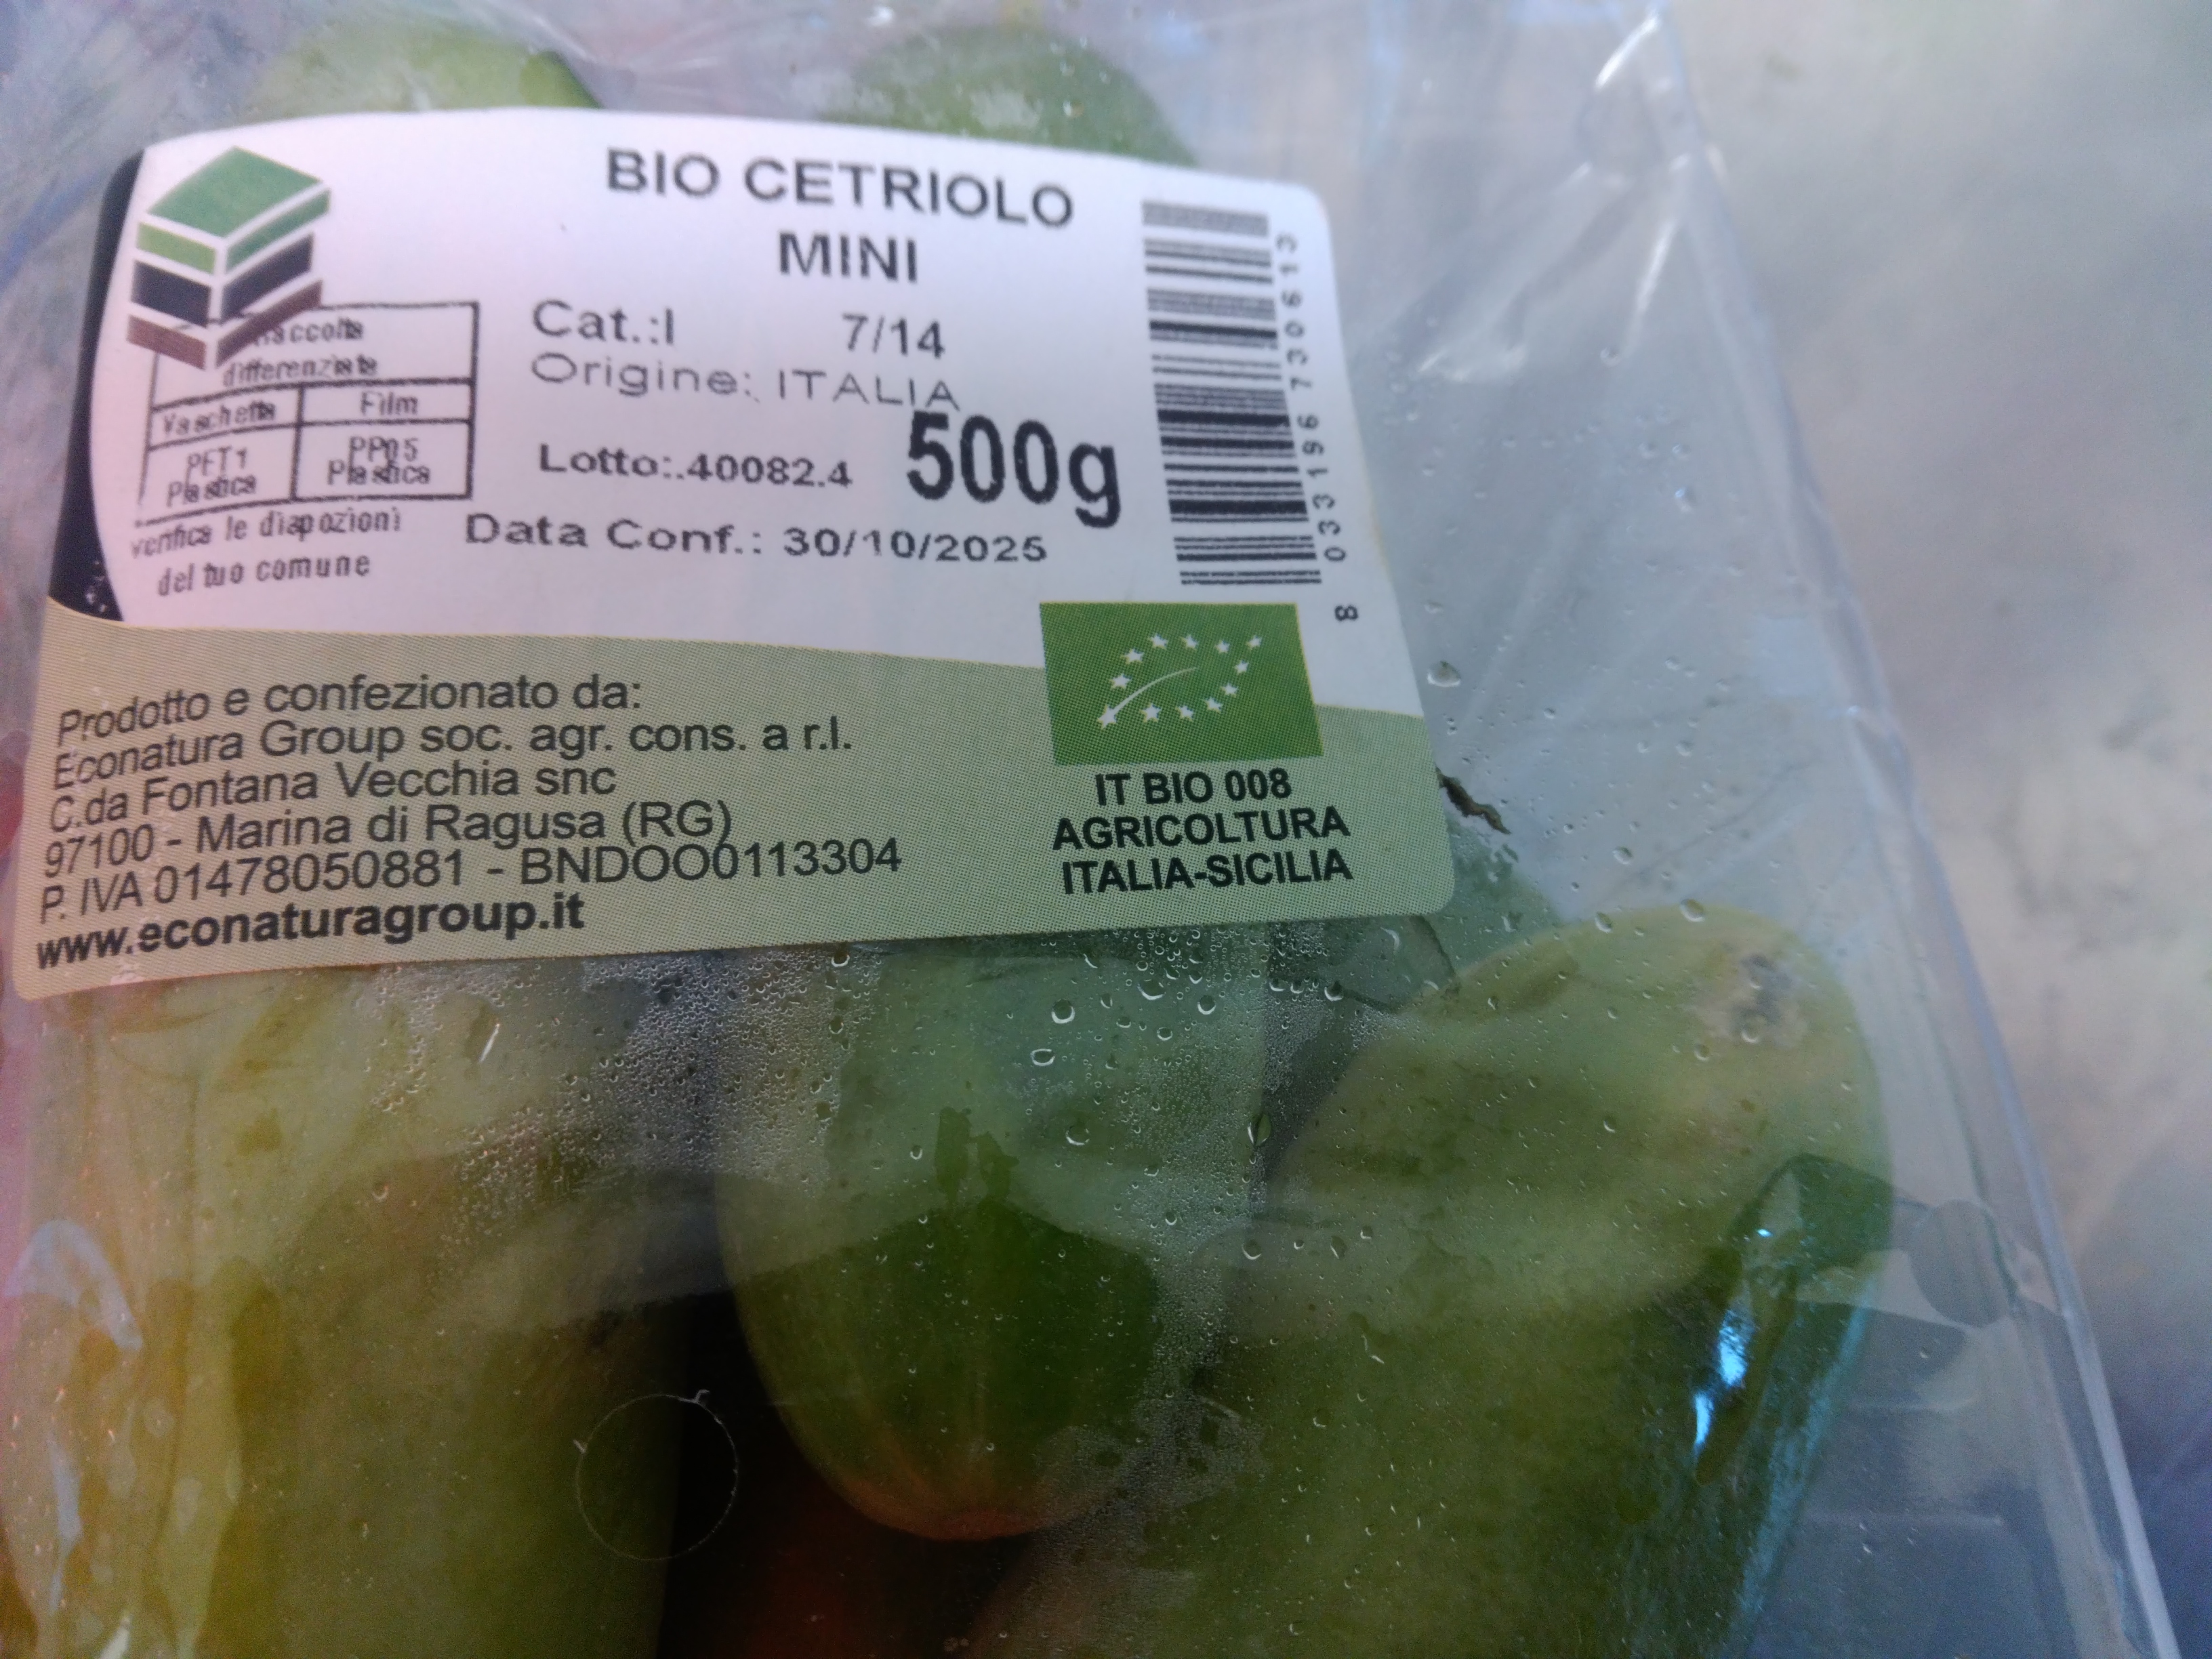 BIO CETRIOLO
MINI
Cat.:I 7/14
Origine: ITALIA
Lotto:.40082.4 500g
Data Conf.: 30/10/2025
Raccolta
differenziata
Vaschetta Film
PET1 PP05
Plastica Plastica
verifica le diapozioni
del tuo comune
8 033196 730613
Prodotto e confezionato da:
Econatura Group soc. agr. cons. a r.l.
C.da Fontana Vecchia snc
97100 - Marina di Ragusa (RG)
P. IVA 01478050881 - BNDOO0113304
www.econaturagroup.it
IT BIO 008
AGRICOLTURA
ITALIA-SICILIA